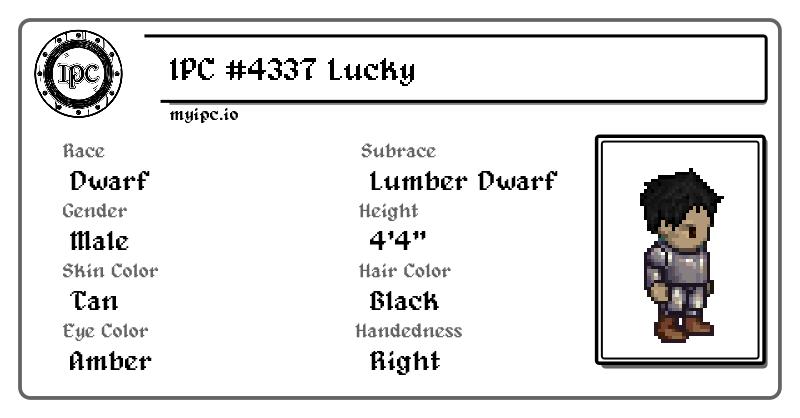 IPC
IPC #4337 Lucky
myipc.io
Race
Subrace
Dwarf
Lumber Dwarf
Gender
Height
Male
4'4"
Skin Color
Hair Color
Tan
Black
Eye Color
Handedness
Amber
Right